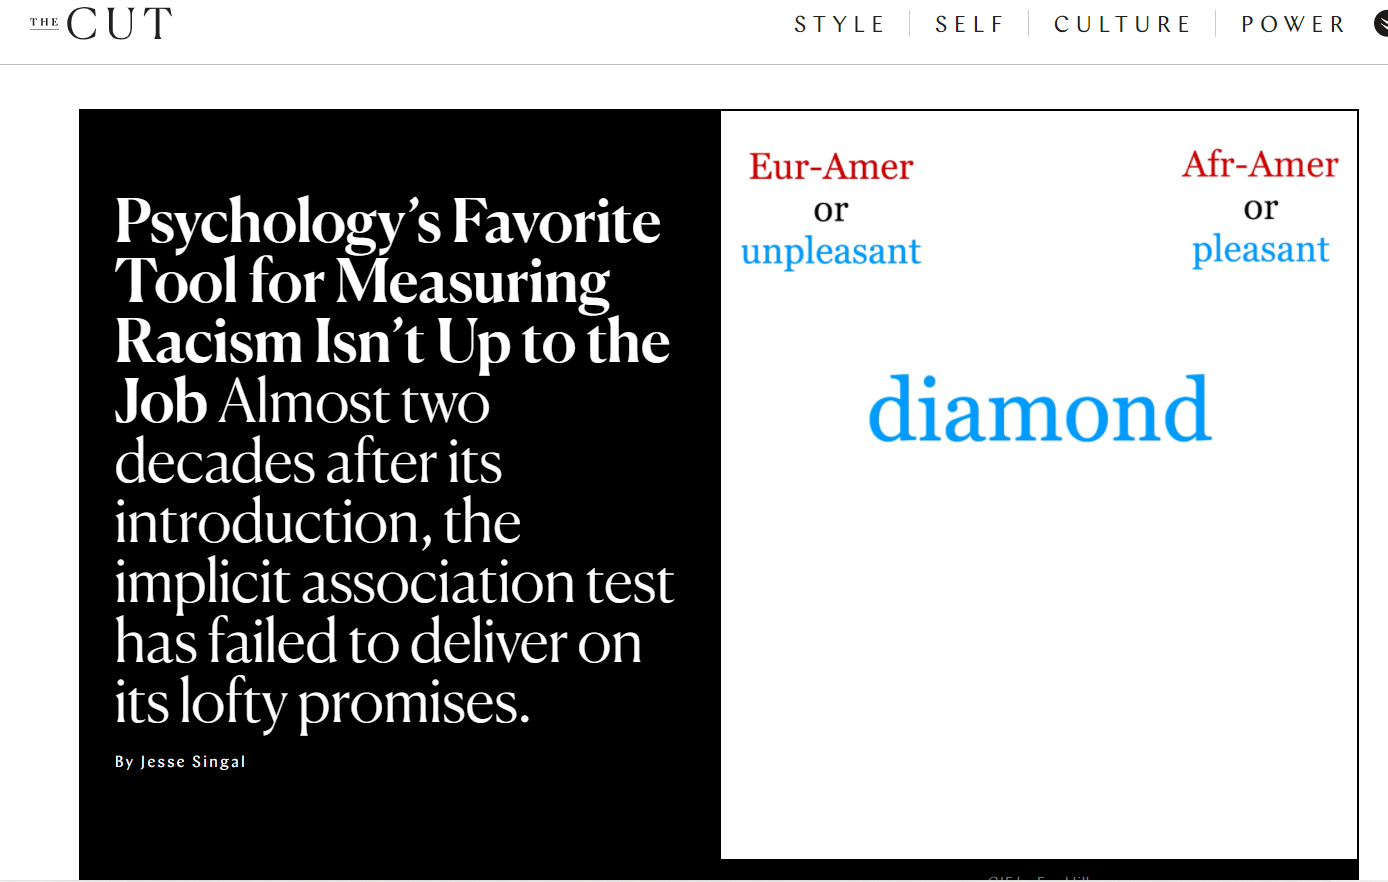 THE CUT
STYLE SELF CULTURE POWER
Psychology’s Favorite
Tool for Measuring
Racism Isn’t Up to the
Job Almost two
decades after its
introduction, the
implicit association test
has failed to deliver on
its lofty promises.
By Jesse Singal
Eur-Amer
or
unpleasant
Afr-Amer
or
pleasant
diamond